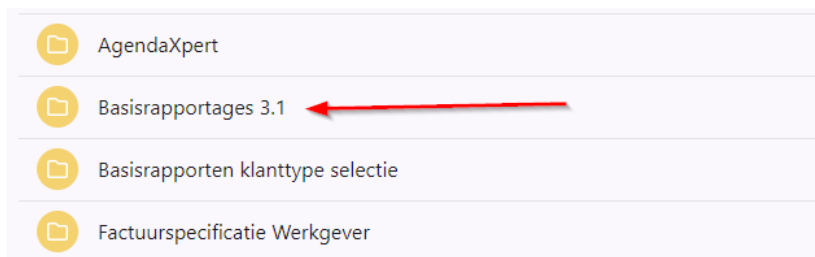 AgendaXpert
Basisrapportages 3.1
Basisrapporten klanttype selectie
Factuurspecificatie Werkgever